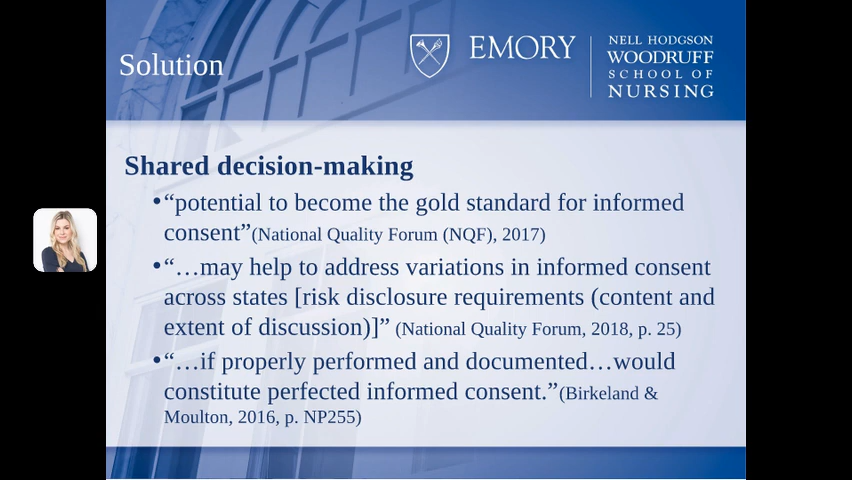 Solution
EMORY
NELL HODGSON
WOODRUFF
SCHOOL OF
NURSING
Shared decision-making
•“potential to become the gold standard for informed
consent”(National Quality Forum (NQF), 2017)
•“…may help to address variations in informed consent
across states [risk disclosure requirements (content and
extent of discussion)]” (National Quality Forum, 2018, p. 25)
•“…if properly performed and documented…would
constitute perfected informed consent.”(Birkeland &
Moulton, 2016, p. NP255)